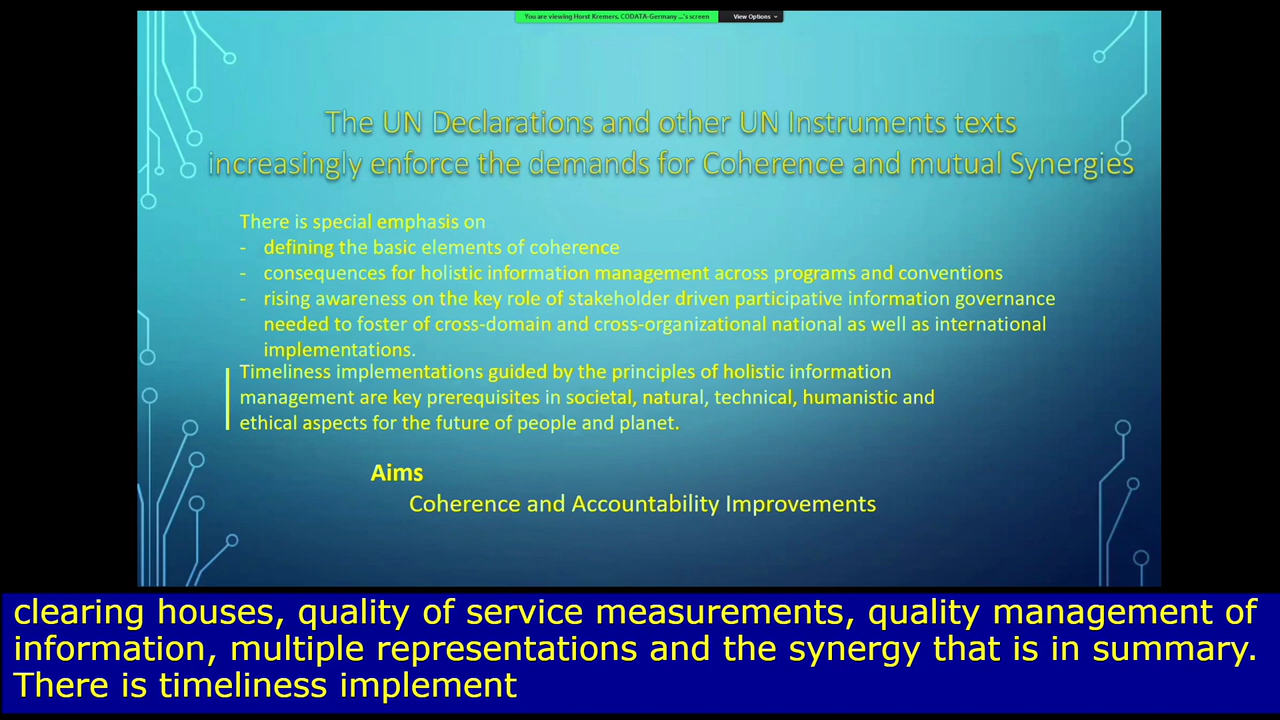 You are viewing Horst Kremers, CODATA-Germany ...'s screen
View Options
The UN Declarations and other UN Instruments texts
increasingly enforce the demands for Coherence and mutual Synergies
There is special emphasis on
- defining the basic elements of coherence
- consequences for holistic information management across programs and conventions
- rising awareness on the key role of stakeholder driven participative information governance
needed to foster of cross-domain and cross-organizational national as well as international
implementations.
Timeliness implementations guided by the principles of holistic information
management are key prerequisites in societal, natural, technical, humanistic and
ethical aspects for the future of people and planet.
Aims
Coherence and Accountability Improvements
clearing houses, quality of service measurements, quality management of
information, multiple representations and the synergy that is in summary.
There is timeliness implement